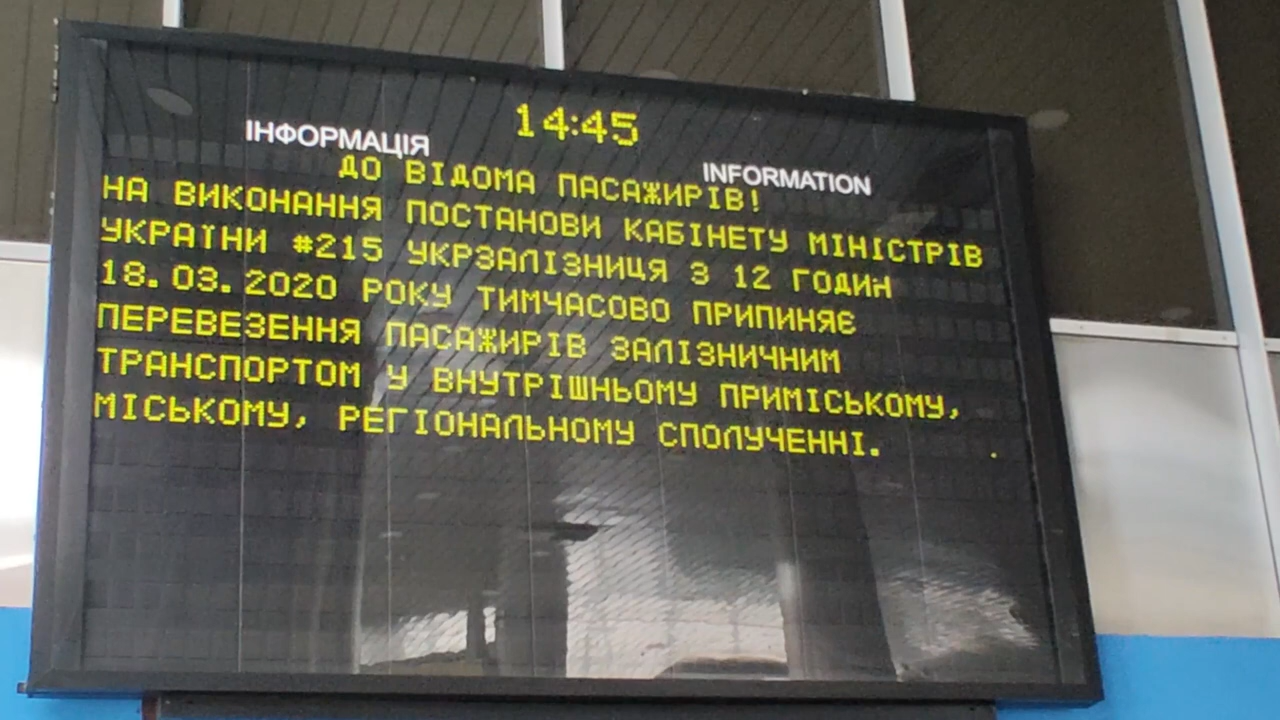 14:45
ІНФОРМАЦІЯ
INFORMATION
ДО ВІДОМА ПАСАЖИРІВ!
НА ВИКОНАННЯ ПОСТАНОВИ КАБІНЕТУ МІНІСТРІВ
УКРАЇНИ #215 УКРЗАЛІЗНИЦЯ З 12 ГОДИН
18.03.2020 РОКУ ТИМЧАСОВО ПРИПИНЯЄ
ПЕРЕВЕЗЕННЯ ПАСАЖИРІВ ЗАЛІЗНИЧНИМ
ТРАНСПОРТОМ У ВНУТРІШНЬОМУ ПРИМІСЬКОМУ,
МІСЬКОМУ, РЕГІОНАЛЬНОМУ СПОЛУЧЕННІ.